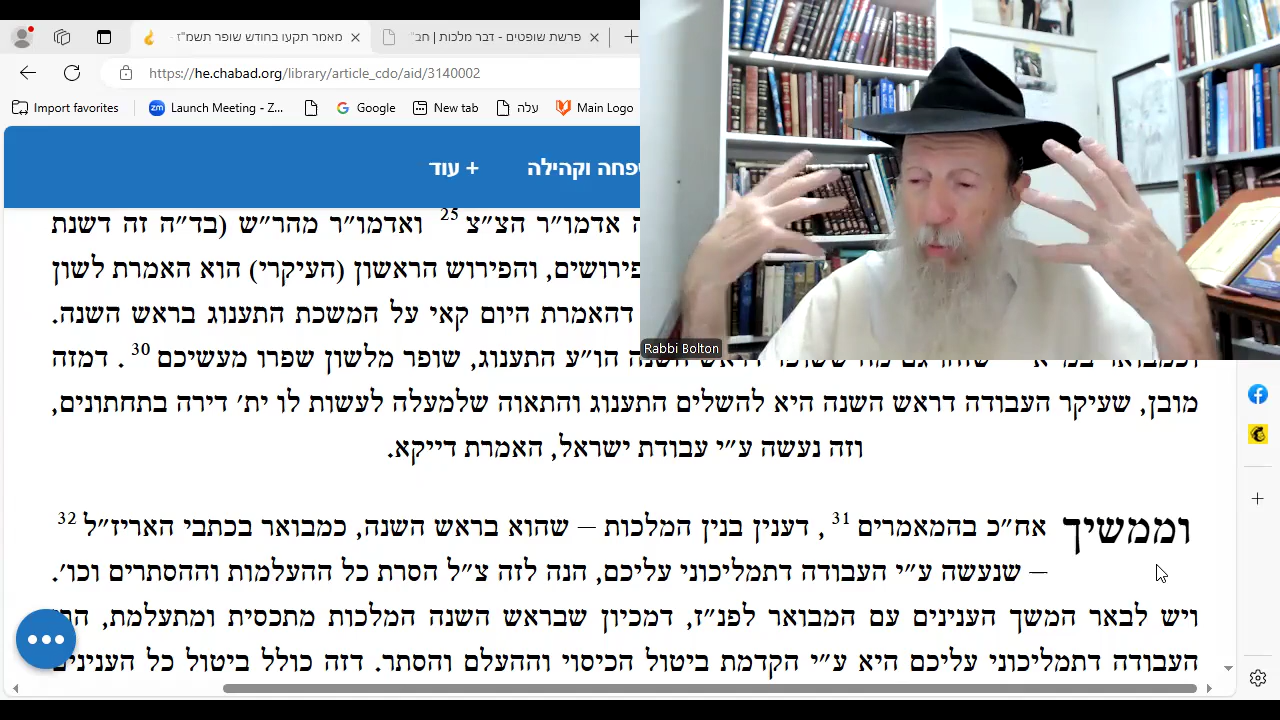 מאמר תקעו בחודש שופר תשמ"ז
פרשת שופטים - דבר מלכות | חב"
https://he.chabad.org/library/article_cdo/aid/3140002
Import favorites
zm Launch Meeting - Z...
Google
New tab
עלה
Main Logo
פחה וקהילה
+ עוד
אדמו״ר הצ״צ 25 ואדמו״ר מהר״ש (בד״ה זה דשנת
פירושים, והפירוש הראשון (העיקרי) הוא האמרת לשון
דהאמרת היום קאי על המשכת התענוג בראש השנה.
הו״ע התענוג, שופר מלשון שפרו מעשיכם 30. דמזה
מובן, שעיקר העבודה דראש השנה היא להשלים התענוג והתאוה שלמעלה לעשות לו ית׳ דירה בתחתונים,
וזה נעשה ע״י עבודת ישראל, האמרת דייקא.
וממשיך אח״כ בהמאמרים 31, דענין בנין המלכות – שהוא בראש השנה, כמבואר בכתבי האריז״ל 32
– שנעשה ע״י העבודה דתמליכוני עליכם, הנה לזה צ״ל הסרת כל ההעלמות וההסתרים וכו׳.
ויש לבאר המשך הענינים עם המבואר לפנ״ז, דמכיון שבראש השנה המלכות מתכסית ומתעלמת,
העבודה דתמליכוני עליכם היא ע״י הקדמת ביטול הכיסוי וההעלם והסתר. דזה כולל ביטול כל הענינים
Rabbi Bolton